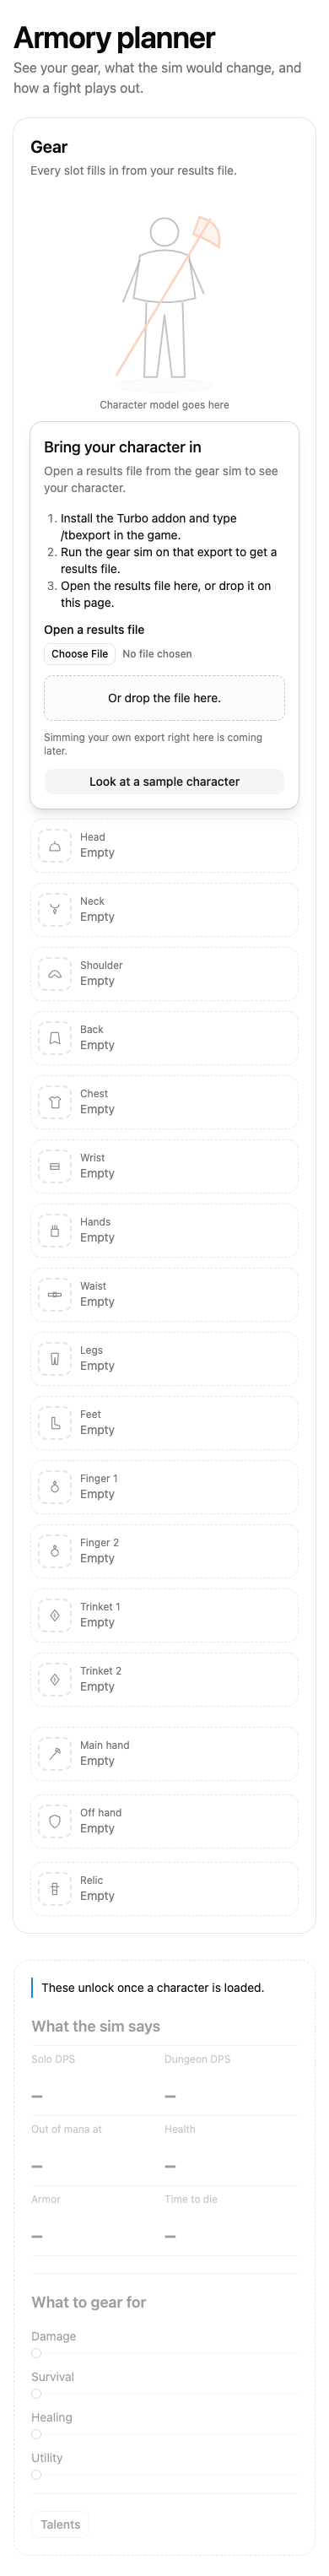 Armory planner
See your gear, what the sim would change, and
how a fight plays out.
Gear
Every slot fills in from your results file.
Character model goes here
Bring your character in
Open a results file from the gear sim to see
your character.
1. Install the Turbo addon and type
/tbexport in the game.
2. Run the gear sim on that export to get a
results file.
3. Open the results file here, or drop it on
this page.
Open a results file
Choose File No file chosen
Or drop the file here.
Simming your own export right here is coming
later.
Look at a sample character
Head
Empty
Neck
Empty
Shoulder
Empty
Back
Empty
Chest
Empty
Wrist
Empty
Hands
Empty
Waist
Empty
Legs
Empty
Feet
Empty
Finger 1
Empty
Finger 2
Empty
Trinket 1
Empty
Trinket 2
Empty
Main hand
Empty
Off hand
Empty
Relic
Empty
These unlock once a character is loaded.
What the sim says
Solo DPS Dungeon DPS
– –
Out of mana at Health
– –
Armor Time to die
– –
What to gear for
Damage
Survival
Healing
Utility
Talents